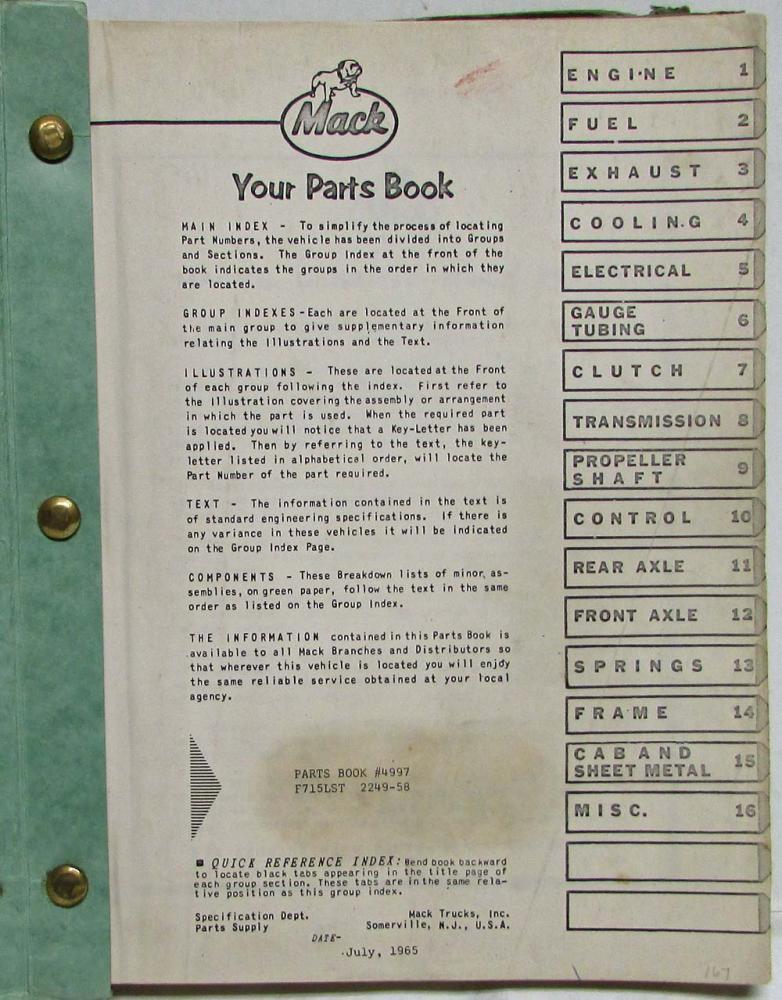 Mack
Your Parts Book
MAIN INDEX - To simplify the process of locating
Part Numbers, the vehicle has been divided into Groups
and Sections. The Group Index at the front of the
book indicates the groups in the order in which they
are located.
GROUP INDEXES-Each are located at the Front of
the main group to give supplementary information
relating the Illustrations and the Text.
ILLUSTRATIONS - These are located at the Front
of each group following the index. First refer to
the Illustration covering the assembly or arrangement
in which the part is used. When the required part
is located you will notice that a Key-Letter has been
applied. Then by referring to the text, the key-
letter listed in alphabetical order, will locate the
Part Number of the part required.
TEXT - The information contained in the text is
of standard engineering specifications. If there is
any variance in these vehicles it will be indicated
on the Group Index Page.
COMPONENTS - These Breakdown lists of minor, as-
semblies, on green paper, follow the text in the same
order as listed on the Group Index.
THE INFORMATION contained in this Parts Book is
available to all Mack Branches and Distributors so
that wherever this vehicle is located you will enjoy
the same reliable service obtained at your local
agency.
PARTS BOOK #4997
F715LST 2249-58
■ QUICK REFERENCE INDEX: Bend book backward
to locate black tabs appearing in the title page of
each group section. These tabs are in the same rela-
tive position as this group index.
Specification Dept. Mack Trucks, Inc.
Parts Supply Somerville, N.J., U.S.A.
DATE-
July, 1965
ENGINE 1
FUEL 2
EXHAUST 3
COOLING 4
ELECTRICAL 5
GAUGE
TUBING 6
CLUTCH 7
TRANSMISSION 8
PROPELLER
SHAFT 9
CONTROL 10
REAR AXLE 11
FRONT AXLE 12
SPRINGS 13
FRAME 14
CAB AND
SHEET METAL 15
MISC. 16
167